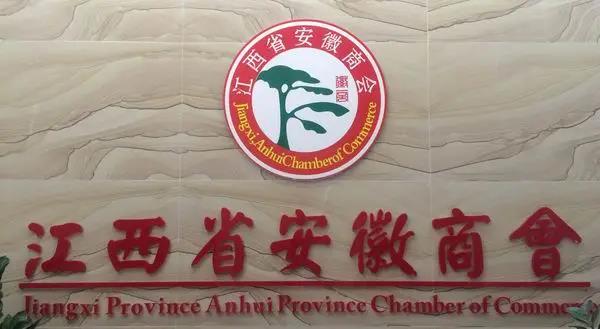 江西省安徽商会
Jiangxi,AnhuiChamberof Commerce
江西省安徽商會
Jiangxi Province Anhui Province Chamber of Commerce